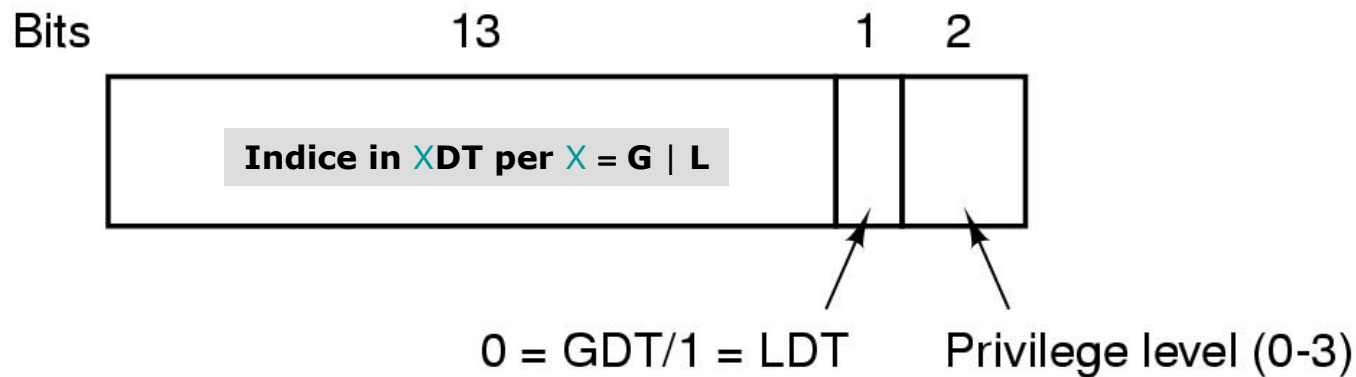 Bits 13 1 2
Indice in XDT per X = G | L
0 = GDT/1 = LDT Privilege level (0-3)